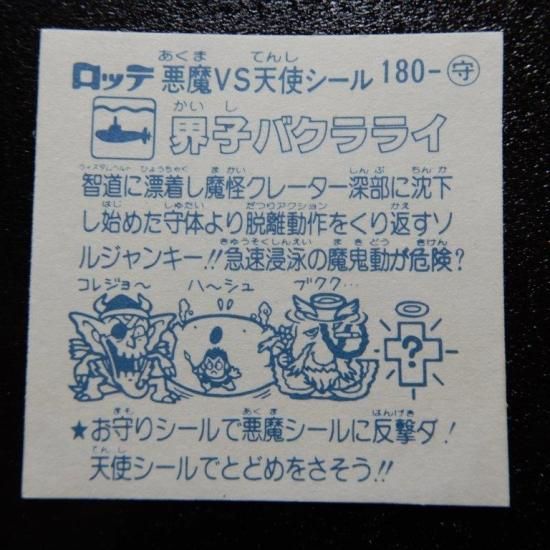 ロッテ 悪魔VS天使シール 180-守
界子バクラライ
智道に漂着し魔怪クレーター深部に沈下
し始めた守体より脱離動作をくり返すソ
ルジャンキー!!急速浸泳の魔鬼動が危険?
コレジョ〜 ハ〜シュ ブクク…
?
★お守りシールで悪魔シールに反撃ダ!
天使シールでとどめをさそう!!